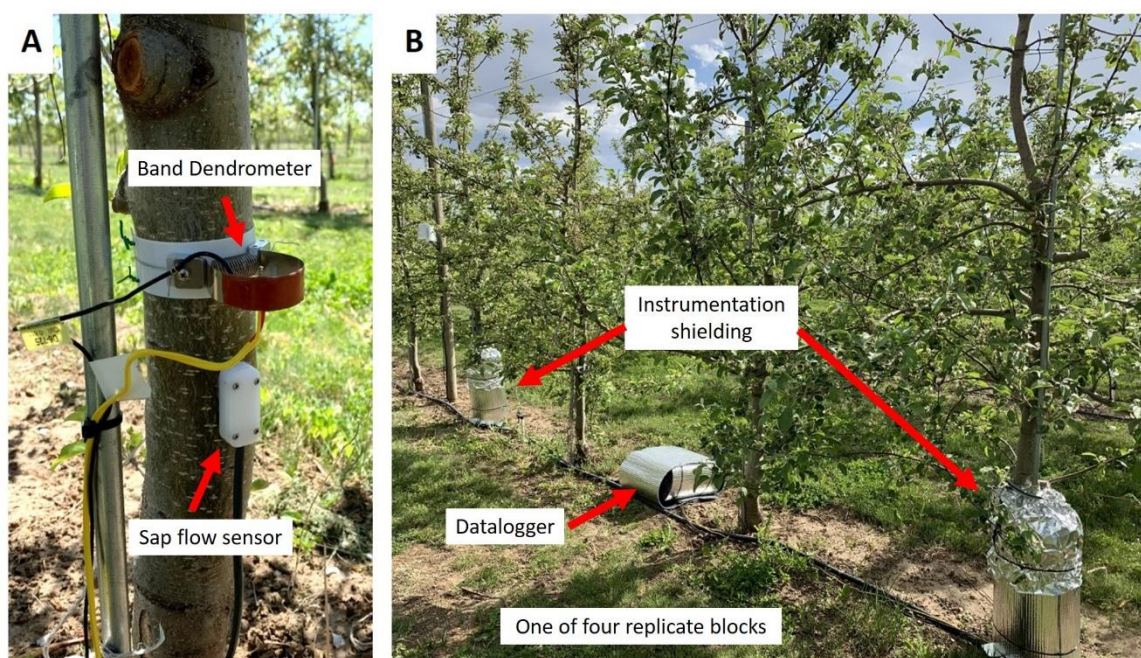 A
Band Dendrometer
Sap flow sensor
B
Instrumentation
shielding
Datalogger
One of four replicate blocks